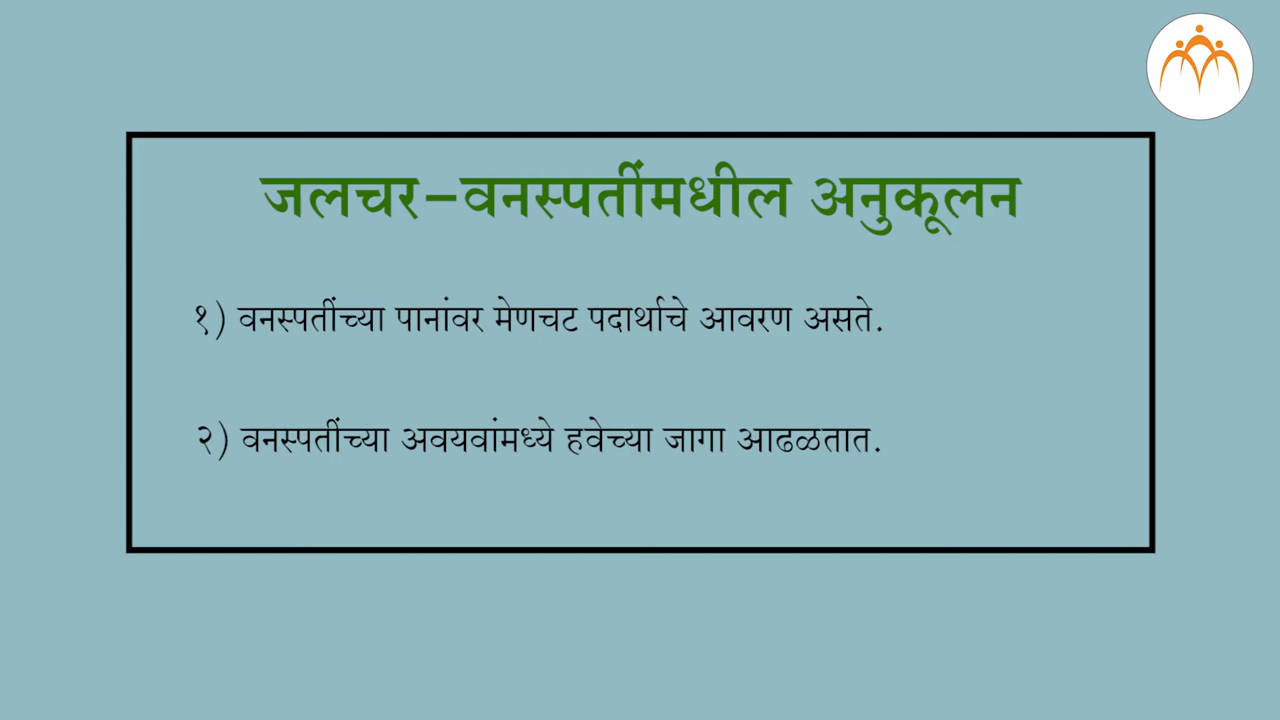 जलचर-वनस्पतींमधील अनुकूलन
१) वनस्पतींच्या पानांवर मेणचट पदार्थाचे आवरण असते.
२) वनस्पतींच्या अवयवांमध्ये हवेच्या जागा आढळतात.